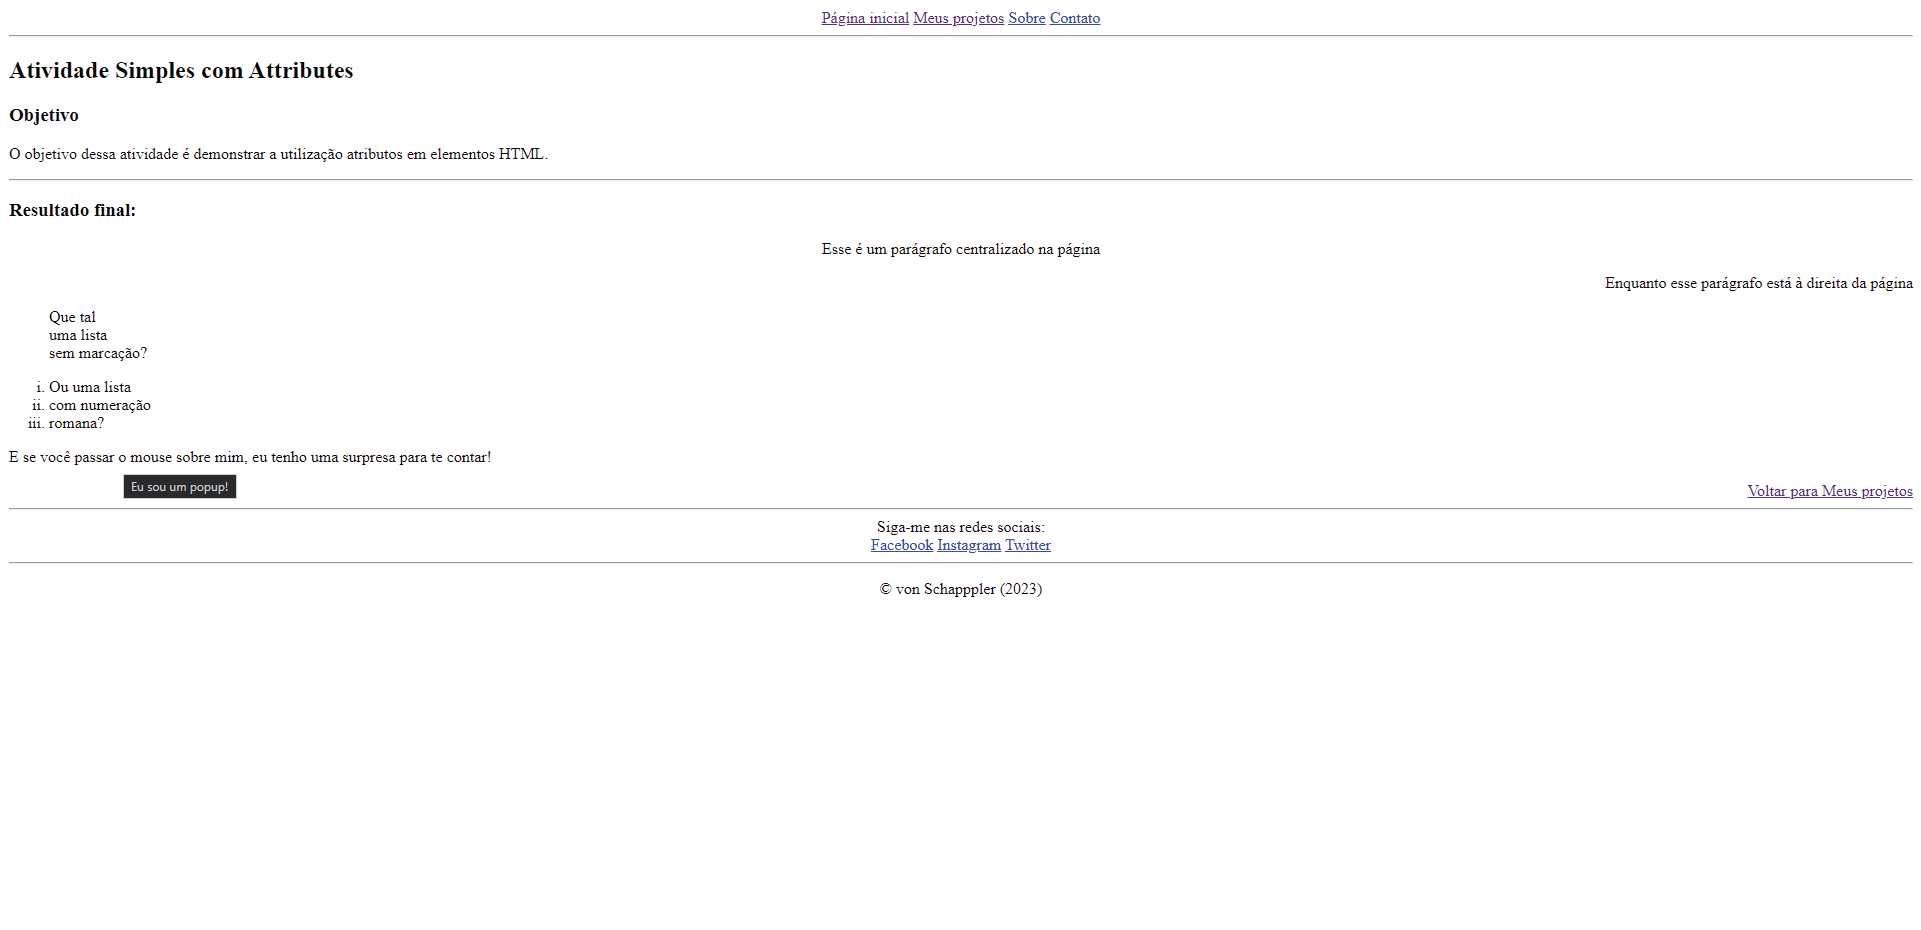 Página inicial Meus projetos Sobre Contato
Atividade Simples com Attributes
Objetivo
O objetivo dessa atividade é demonstrar a utilização atributos em elementos HTML.
Resultado final:
Esse é um parágrafo centralizado na página
Enquanto esse parágrafo está à direita da página
Que tal
uma lista
sem marcação?
i. Ou uma lista
ii. com numeração
iii. romana?
E se você passar o mouse sobre mim, eu tenho uma surpresa para te contar!
Eu sou um popup!
Voltar para Meus projetos
Siga-me nas redes sociais:
Facebook Instagram Twitter
© von Schapppler (2023)